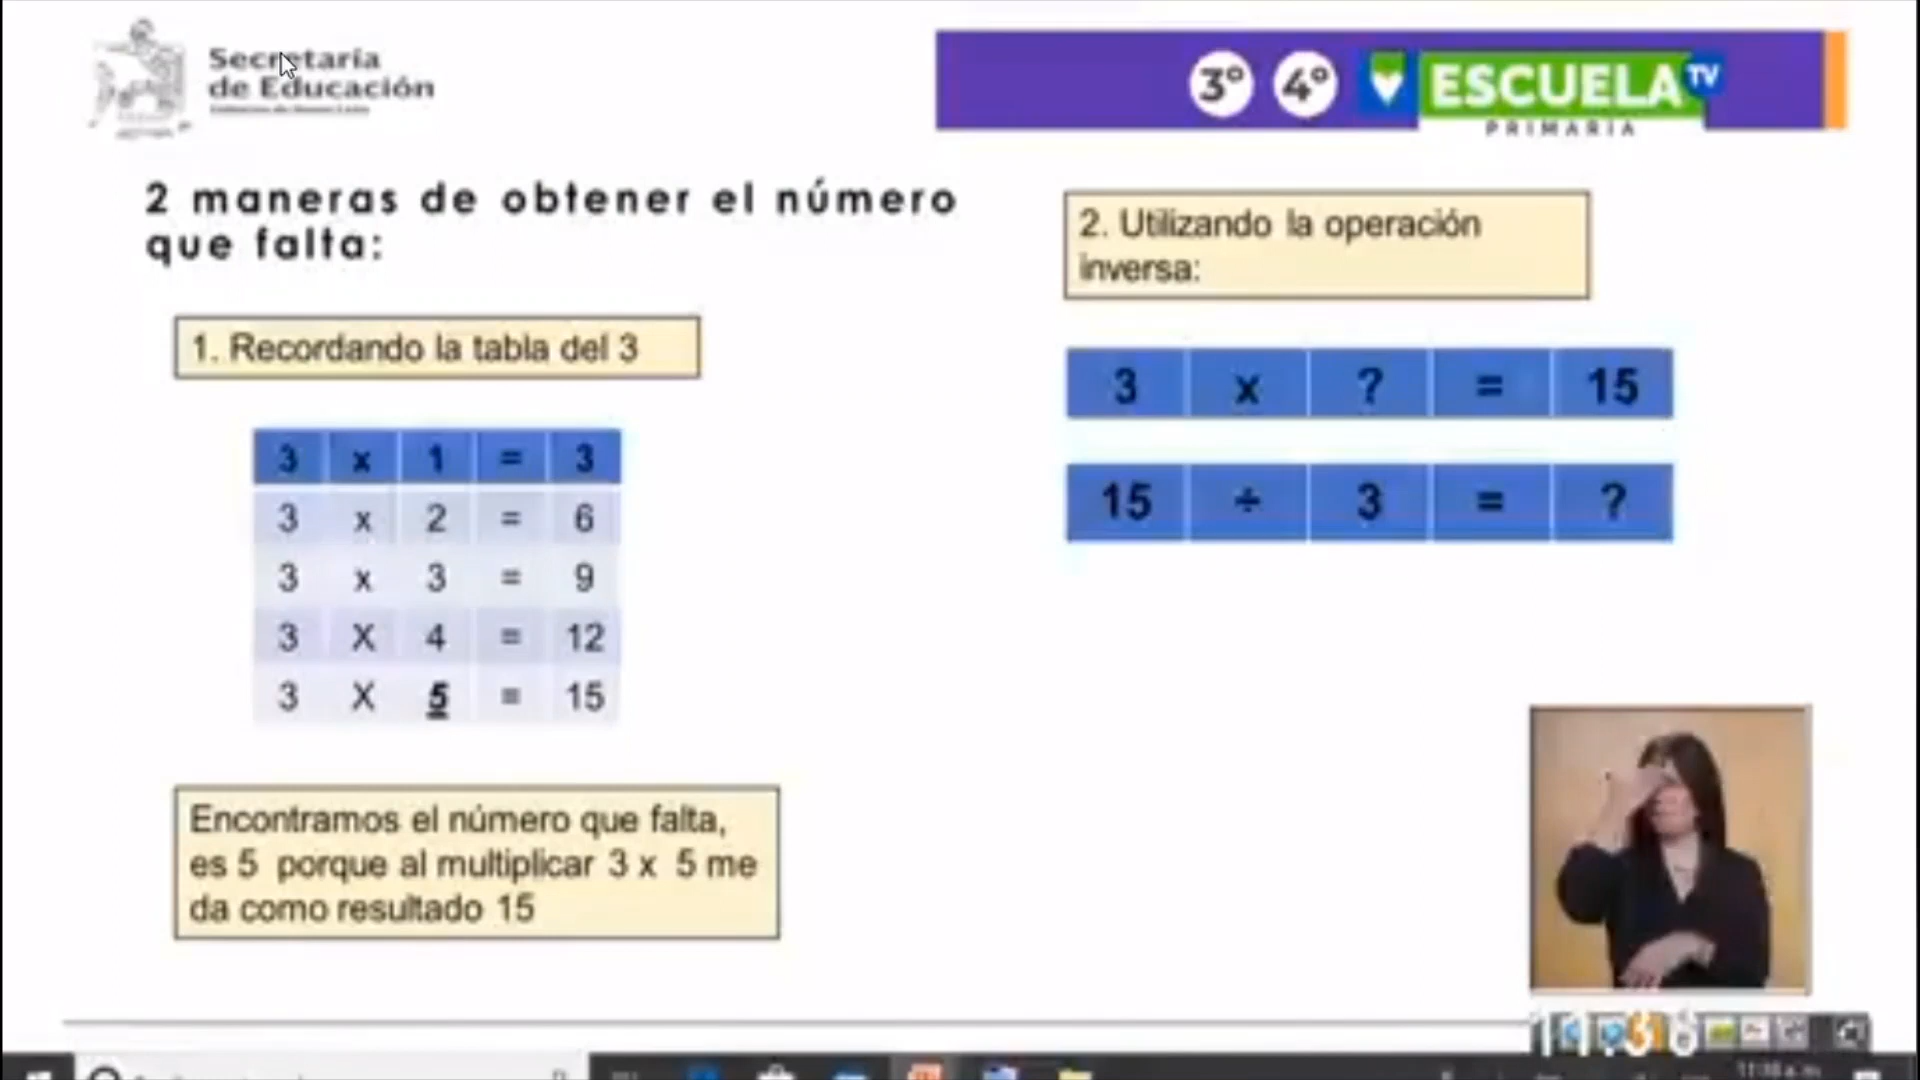 Secretaría
de Educación
3° 4° ESCUELA TV
PRIMARIA
2 maneras de obtener el número
que falta:
1. Recordando la tabla del 3
3 x 1 = 3
3 x 2 = 6
3 x 3 = 9
3 X 4 = 12
3 X 5 = 15
Encontramos el número que falta,
es 5 porque al multiplicar 3 x 5 me
da como resultado 15
2. Utilizando la operación
inversa:
3 x ? = 15
15 ÷ 3 = ?
11:36